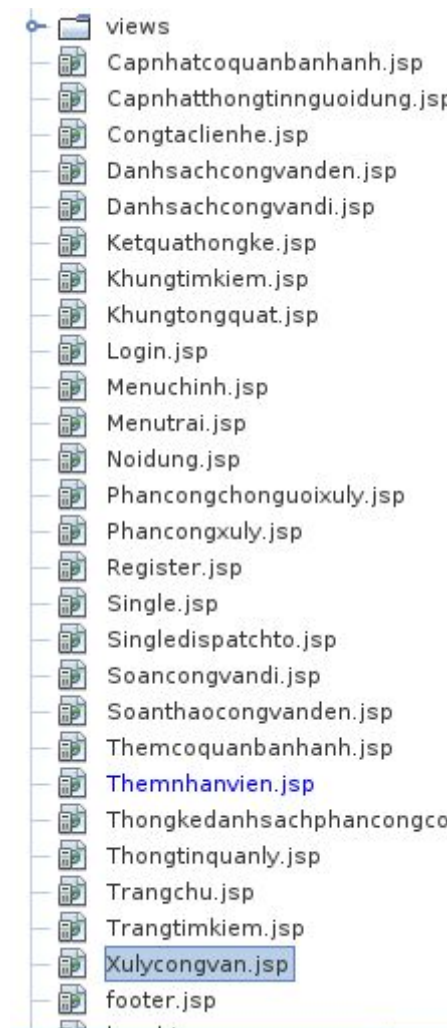 views
Capnhatcoquanbanhanh.jsp
Capnhatthongtinnguoidung.jsp
Congtaclienhe.jsp
Danhsachcongvanden.jsp
Danhsachcongvandi.jsp
Ketquathongke.jsp
Khungtimkiem.jsp
Khungtongquat.jsp
Login.jsp
Menuchinh.jsp
Menutrai.jsp
Noidung.jsp
Phancongchonguoixuly.jsp
Phancongxuly.jsp
Register.jsp
Single.jsp
Singledispatchto.jsp
Soancongvandi.jsp
Soanthaocongvanden.jsp
Themcoquanbanhanh.jsp
Themnhanvien.jsp
Thongkedanhsachphancongco
Thongtinquanly.jsp
Trangchu.jsp
Trangtimkiem.jsp
Xulycongvan.jsp
footer.jsp